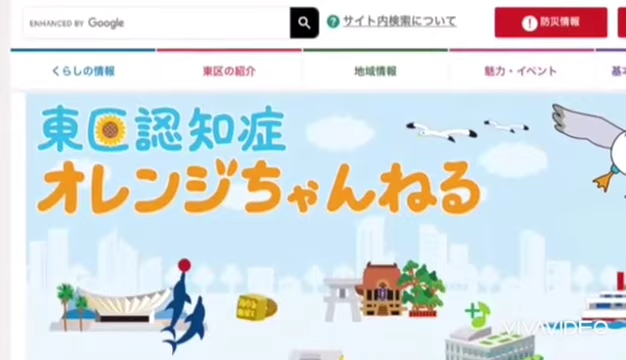 ENHANCED BY Google
? サイト内検索について
! 防災情報
くらしの情報
東区の紹介
地域情報
魅力・イベント
東区認知症
オレンジちゃんねる
VIVAVIDEO